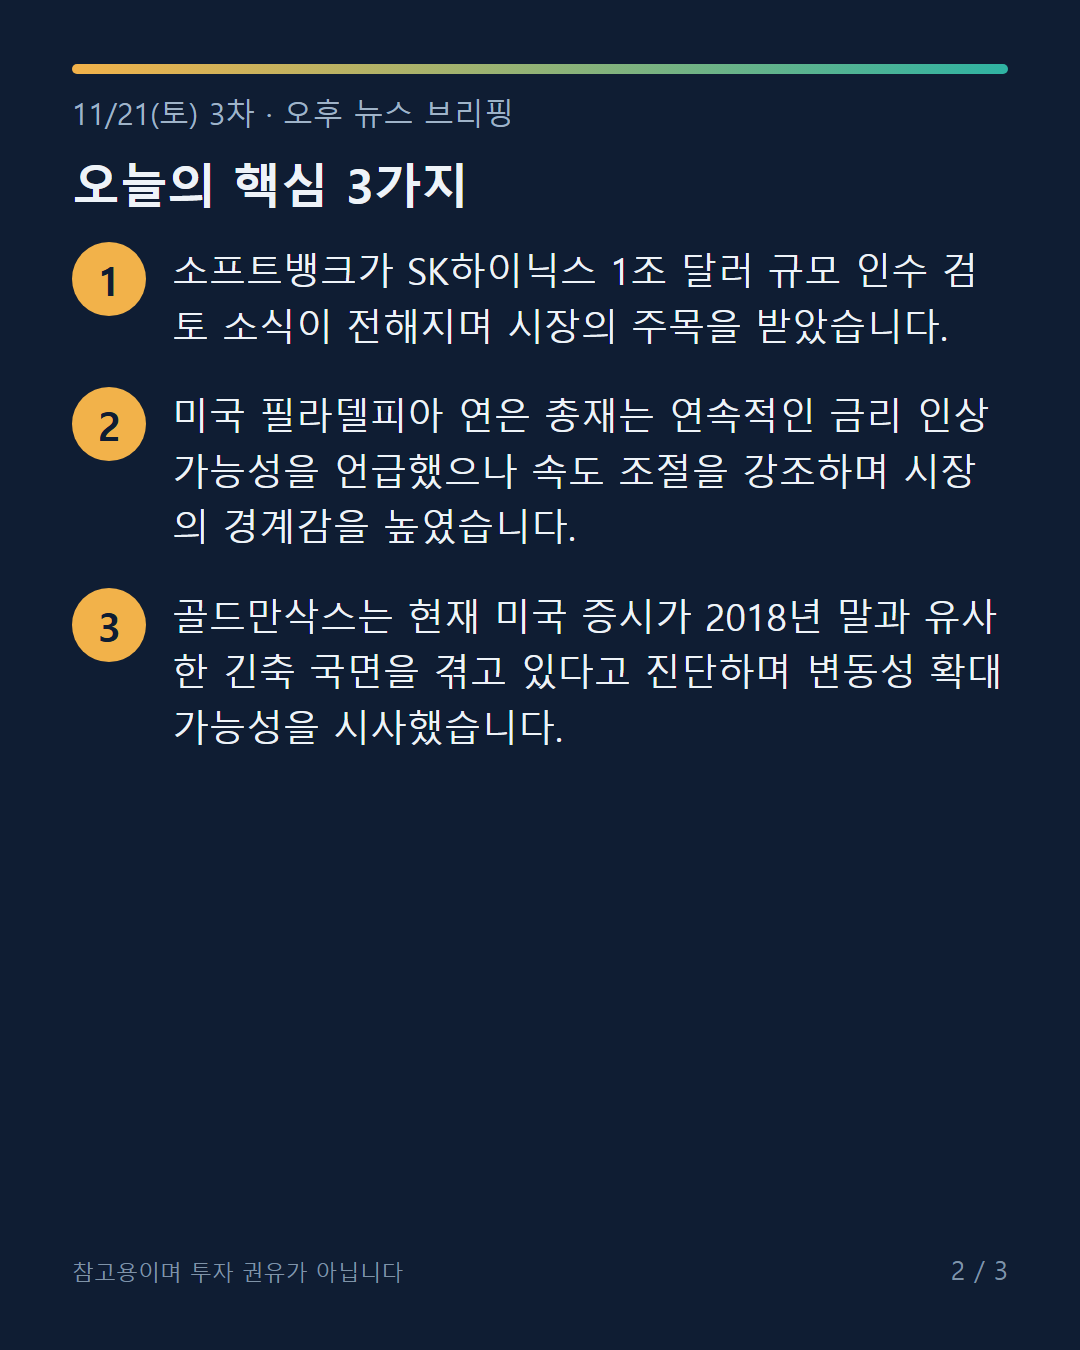 11/21(토) 3차 · 오후 뉴스 브리핑
오늘의 핵심 3가지
1
소프트뱅크가 SK하이닉스 1조 달러 규모 인수 검
토 소식이 전해지며 시장의 주목을 받았습니다.
2
미국 필라델피아 연은 총재는 연속적인 금리 인상
가능성을 언급했으나 속도 조절을 강조하며 시장
의 경계감을 높였습니다.
3
골드만삭스는 현재 미국 증시가 2018년 말과 유사
한 긴축 국면을 겪고 있다고 진단하며 변동성 확대
가능성을 시사했습니다.
참고용이며 투자 권유가 아닙니다
2 / 3